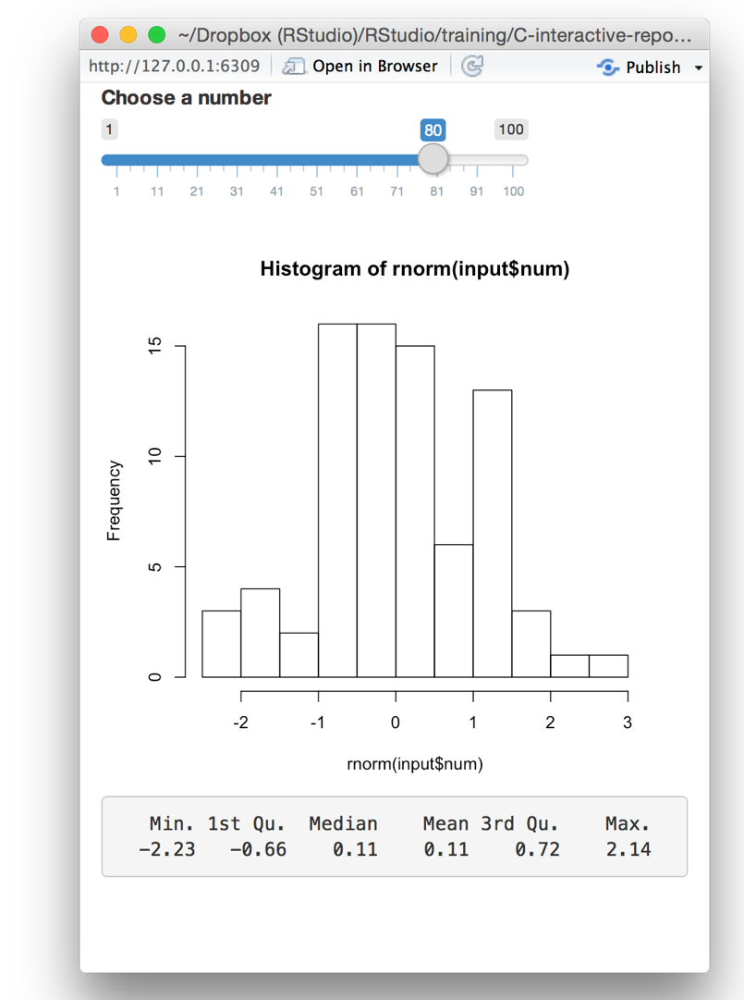 ~/Dropbox (RStudio)/RStudio/training/C-interactive-repo...
http://127.0.0.1:6309 Open in Browser Publish
Choose a number
1 80 100
1 11 21 31 41 51 61 71 81 91 100
Histogram of rnorm(input$num)
15
10
5
0
Frequency
-2 -1 0 1 2 3
rnorm(input$num)
Min. 1st Qu. Median Mean 3rd Qu. Max.
-2.23 -0.66 0.11 0.11 0.72 2.14